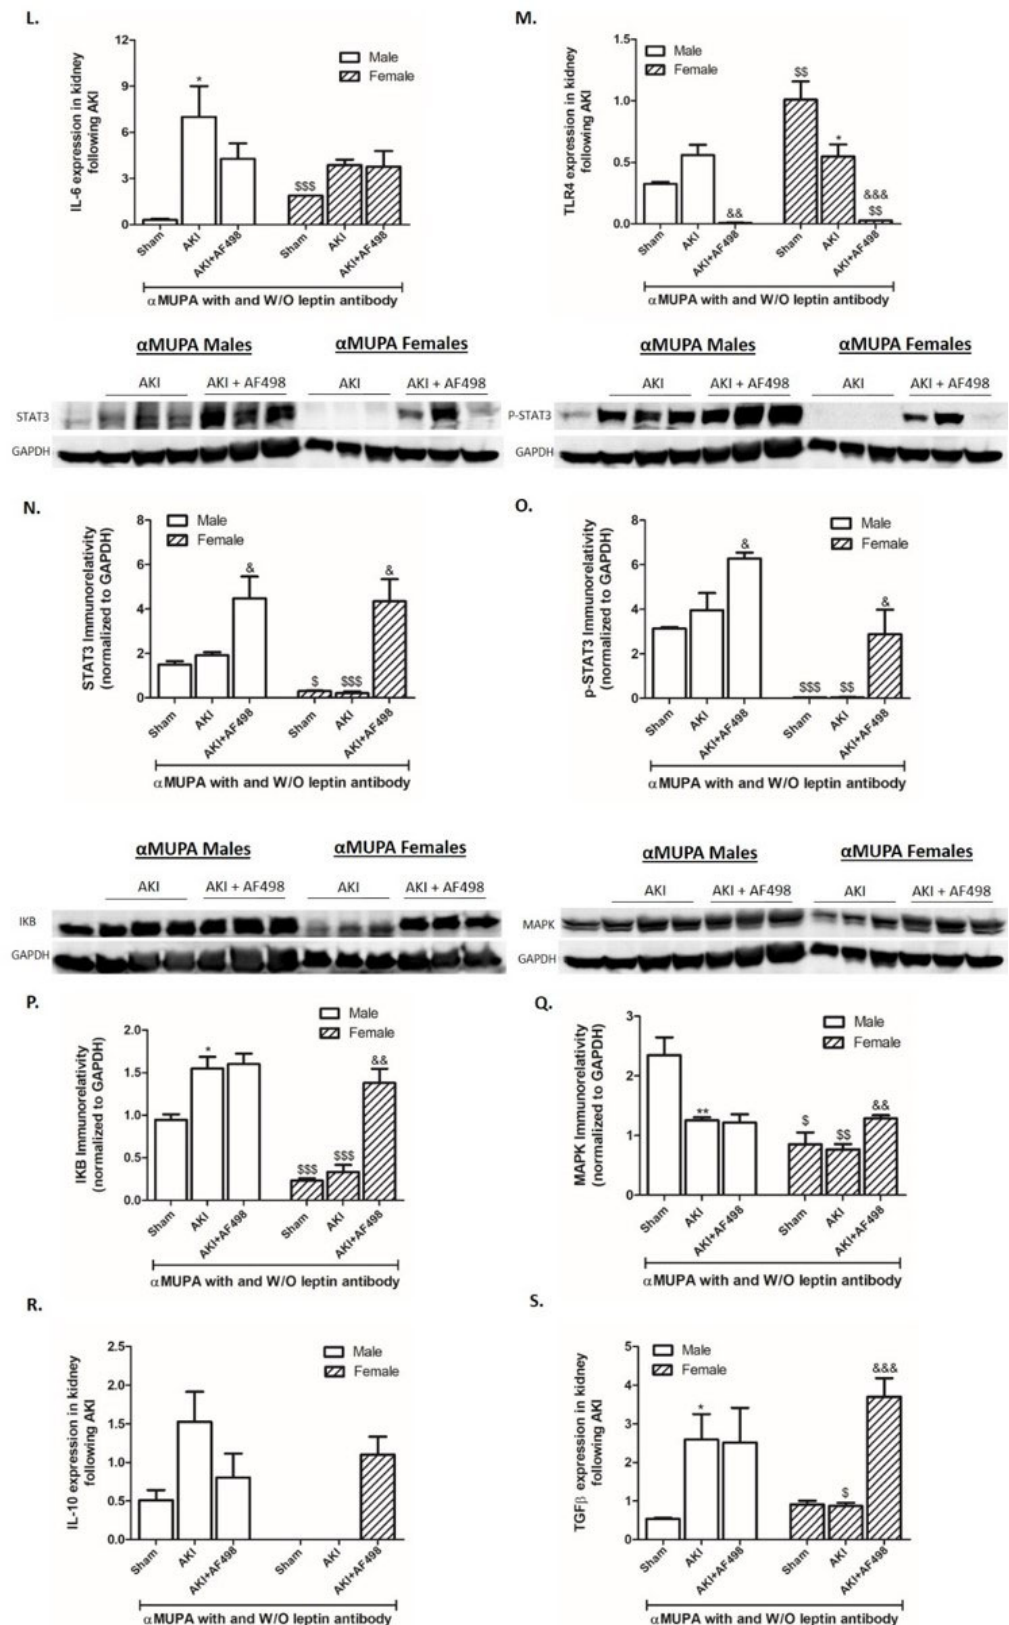 L.
IL-6 expression in kidney
following AKI
12
9
6
3
0
Male
Female
*
$$$
Sham
AKI
AKI+AF498
Sham
AKI
AKI+AF498
αMUPA with and W/O leptin antibody
M.
TLR4 expression in kidney
following AKI
1.5
1.0
0.5
0.0
Male
Female
&&
$$
*
&&&
$$
Sham
AKI
AKI+AF498
Sham
AKI
AKI+AF498
αMUPA with and W/O leptin antibody
αMUPA Males
αMUPA Females
AKI
AKI + AF498
AKI
AKI + AF498
STAT3
GAPDH
αMUPA Males
αMUPA Females
AKI
AKI + AF498
AKI
AKI + AF498
P-STAT3
GAPDH
N.
STAT3 Immunorelativity
(normalized to GAPDH)
8
6
4
2
0
Male
Female
&
$
$$$
&
Sham
AKI
AKI+AF498
Sham
AKI
AKI+AF498
αMUPA with and W/O leptin antibody
O.
p-STAT3 Immunorelativity
(normalized to GAPDH)
8
6
4
2
0
Male
Female
&
$$$
$$
&
Sham
AKI
AKI+AF498
Sham
AKI
AKI+AF498
αMUPA with and W/O leptin antibody
αMUPA Males
αMUPA Females
AKI
AKI + AF498
AKI
AKI + AF498
IKB
GAPDH
αMUPA Males
αMUPA Females
AKI
AKI + AF498
AKI
AKI + AF498
MAPK
GAPDH
P.
IKB Immunorelativity
(normalized to GAPDH)
2.0
1.5
1.0
0.5
0.0
Male
Female
*
$$$
$$$
&&
Sham
AKI
AKI+AF498
Sham
AKI
AKI+AF498
αMUPA with and W/O leptin antibody
Q.
MAPK Immunorelativity
(normalized to GAPDH)
3
2
1
0
Male
Female
**
$
$$
&&
Sham
AKI
AKI+AF498
Sham
AKI
AKI+AF498
αMUPA with and W/O leptin antibody
R.
IL-10 expression in kidney
following AKI
2.5
2.0
1.5
1.0
0.5
0.0
Male
Female
Sham
AKI
AKI+AF498
Sham
AKI
AKI+AF498
αMUPA with and W/O leptin antibody
S.
TGFβ expression in kidney
following AKI
5
4
3
2
1
0
Male
Female
*
$
&&&
Sham
AKI
AKI+AF498
Sham
AKI
AKI+AF498
αMUPA with and W/O leptin antibody